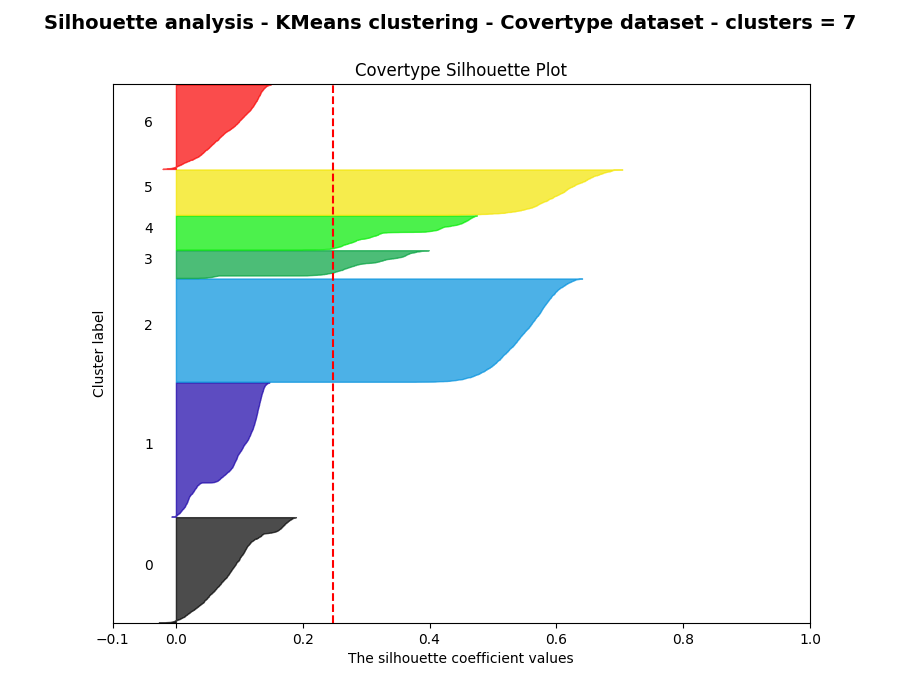 Silhouette analysis - KMeans clustering - Covertype dataset - clusters = 7
Covertype Silhouette Plot
6
5
4
3
2
1
0
Cluster label
−0.1 0.0 0.2 0.4 0.6 0.8 1.0
The silhouette coefficient values